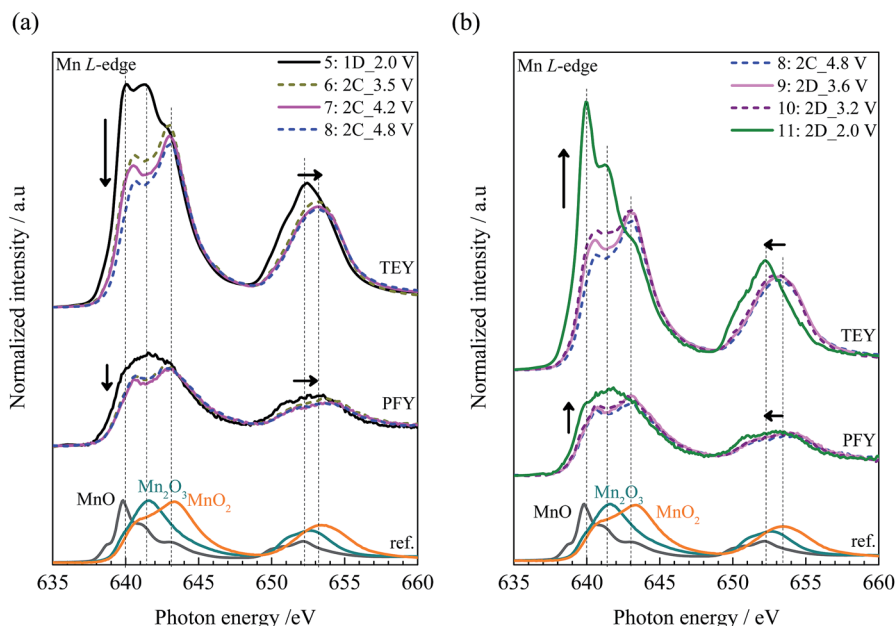 (a)
Mn L-edge
5: 1D_2.0 V
6: 2C_3.5 V
7: 2C_4.2 V
8: 2C_4.8 V
TEY
PFY
MnO
Mn₂O₃
MnO₂
ref.
635 640 645 650 655 660
Photon energy /eV
Normalized intensity / a.u
(b)
Mn L-edge
8: 2C_4.8 V
9: 2D_3.6 V
10: 2D_3.2 V
11: 2D_2.0 V
TEY
PFY
MnO
Mn₂O₃
MnO₂
ref.
635 640 645 650 655 660
Photon energy /eV
Normalized intensity / a.u